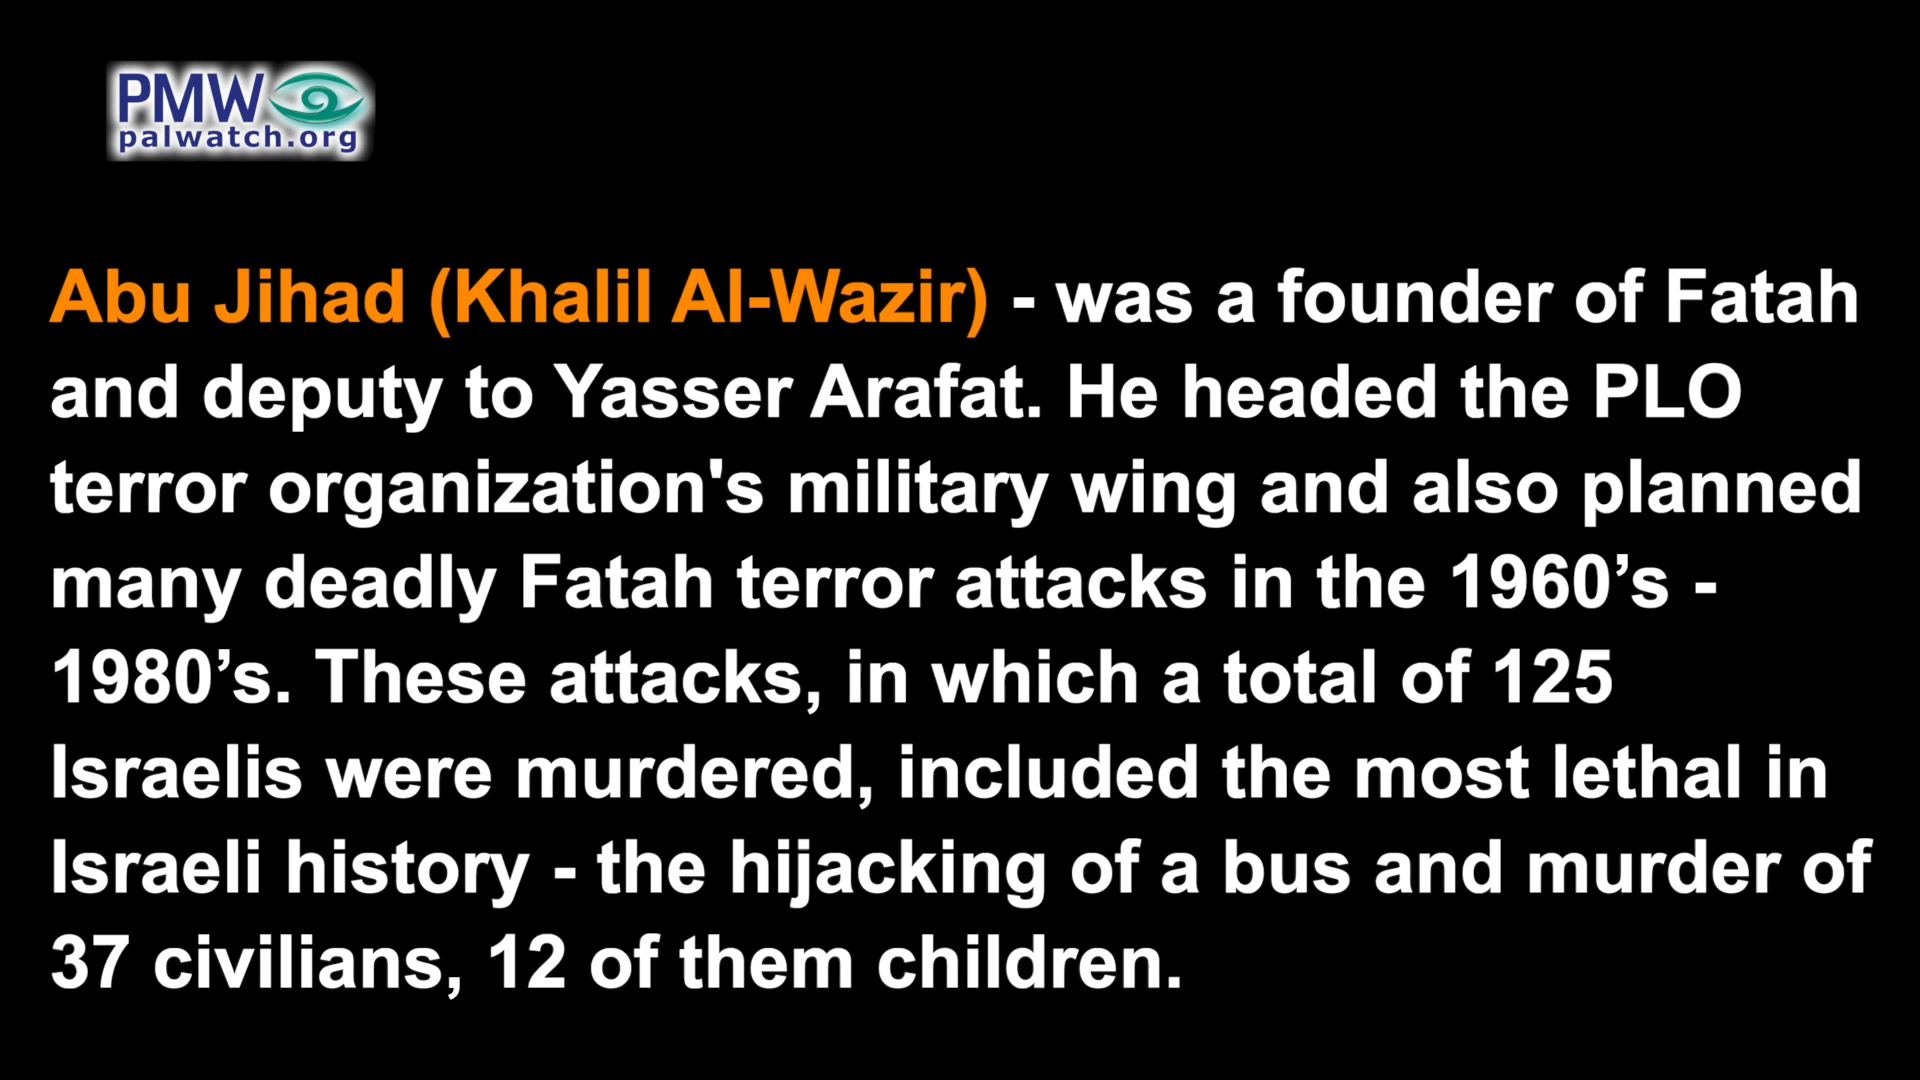 PMW
palwatch.org
Abu Jihad (Khalil Al-Wazir) - was a founder of Fatah
and deputy to Yasser Arafat. He headed the PLO
terror organization's military wing and also planned
many deadly Fatah terror attacks in the 1960’s -
1980’s. These attacks, in which a total of 125
Israelis were murdered, included the most lethal in
Israeli history - the hijacking of a bus and murder of
37 civilians, 12 of them children.